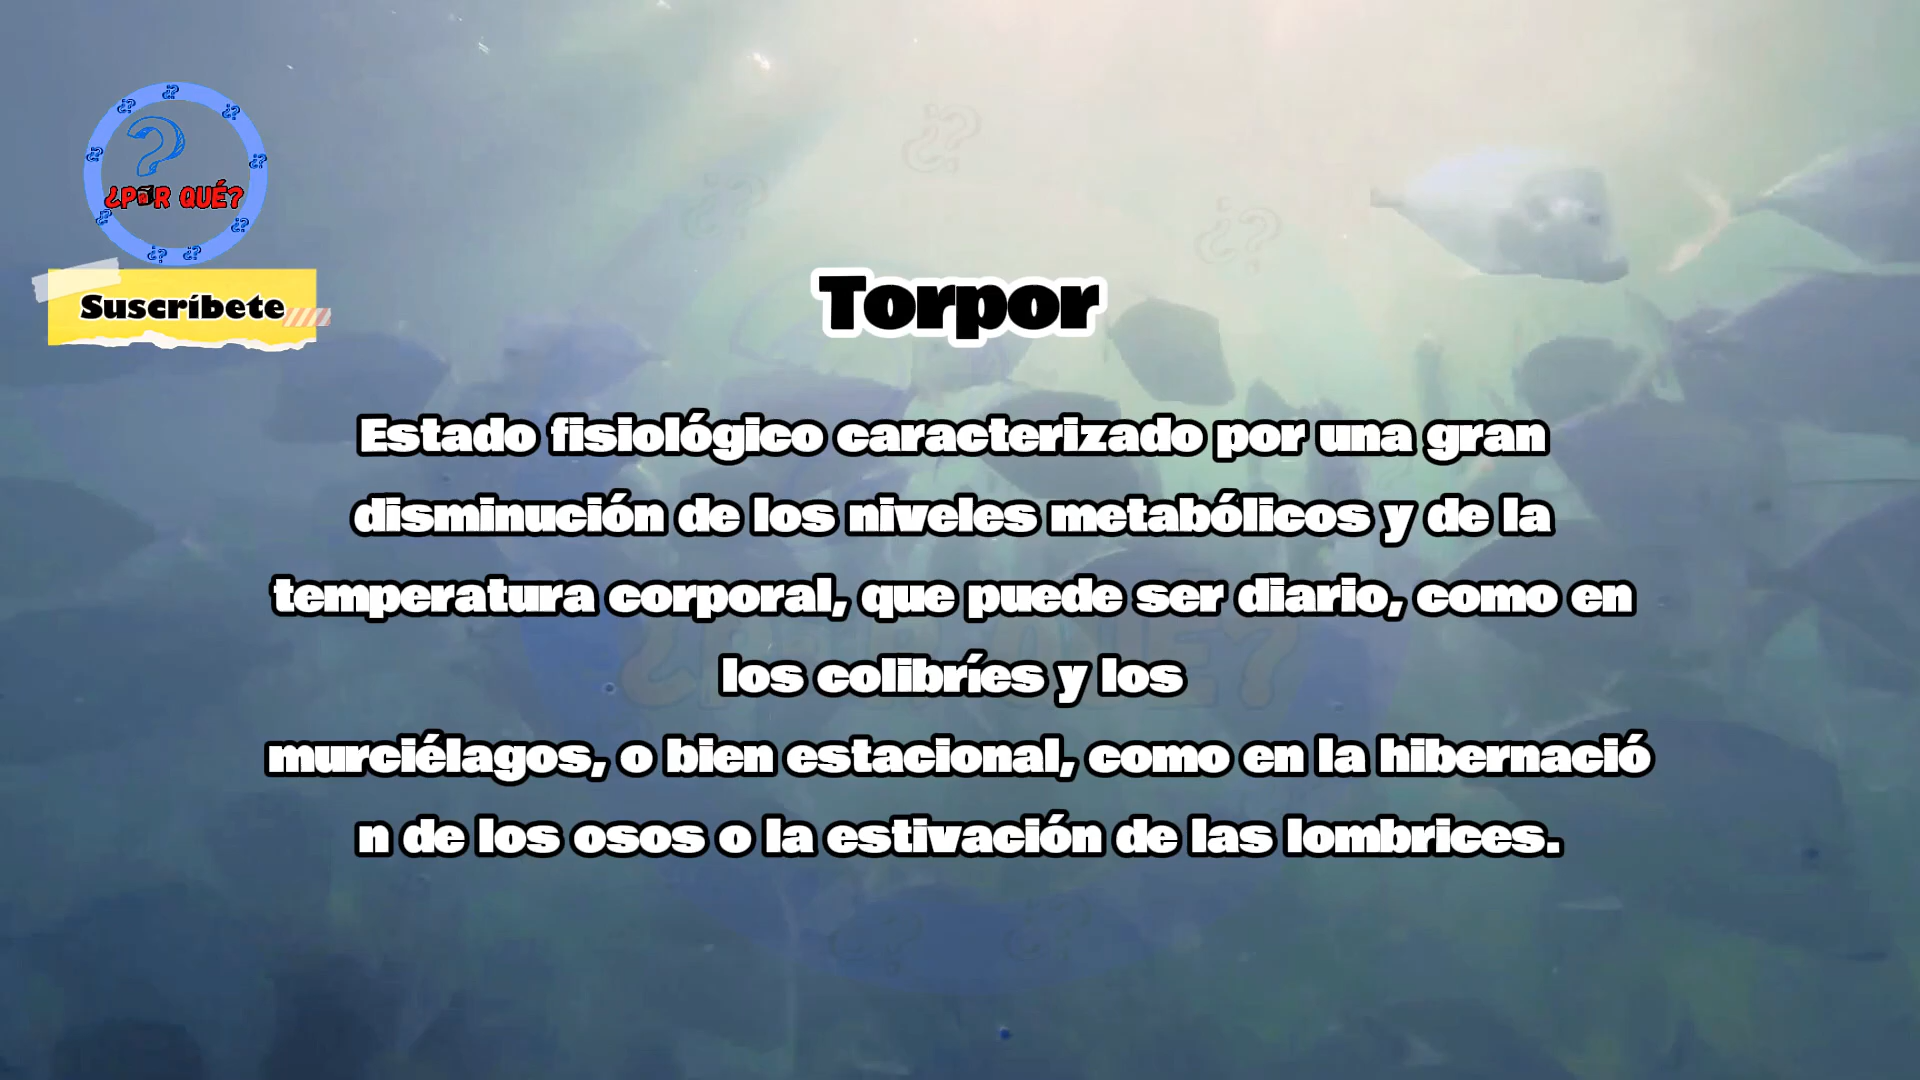 ¿POR QUÉ?
Suscríbete
Torpor
Estado fisiológico caracterizado por una gran
disminución de los niveles metabólicos y de la
temperatura corporal, que puede ser diario, como en
los colibríes y los
murciélagos, o bien estacional, como en la hibernació
n de los osos o la estivación de las lombrices.
¿POR QUÉ?